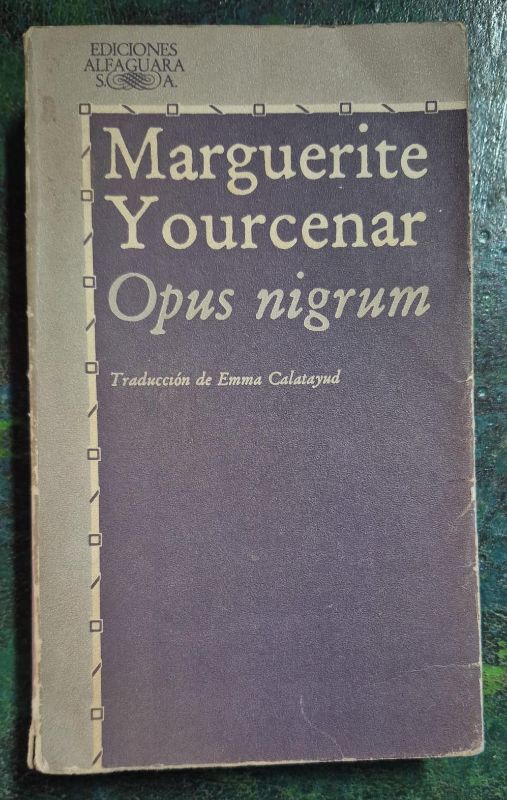 EDICIONES
ALFAGUARA
S. A.
Marguerite
Yourcenar
Opus nigrum
Traducción de Emma Calatayud